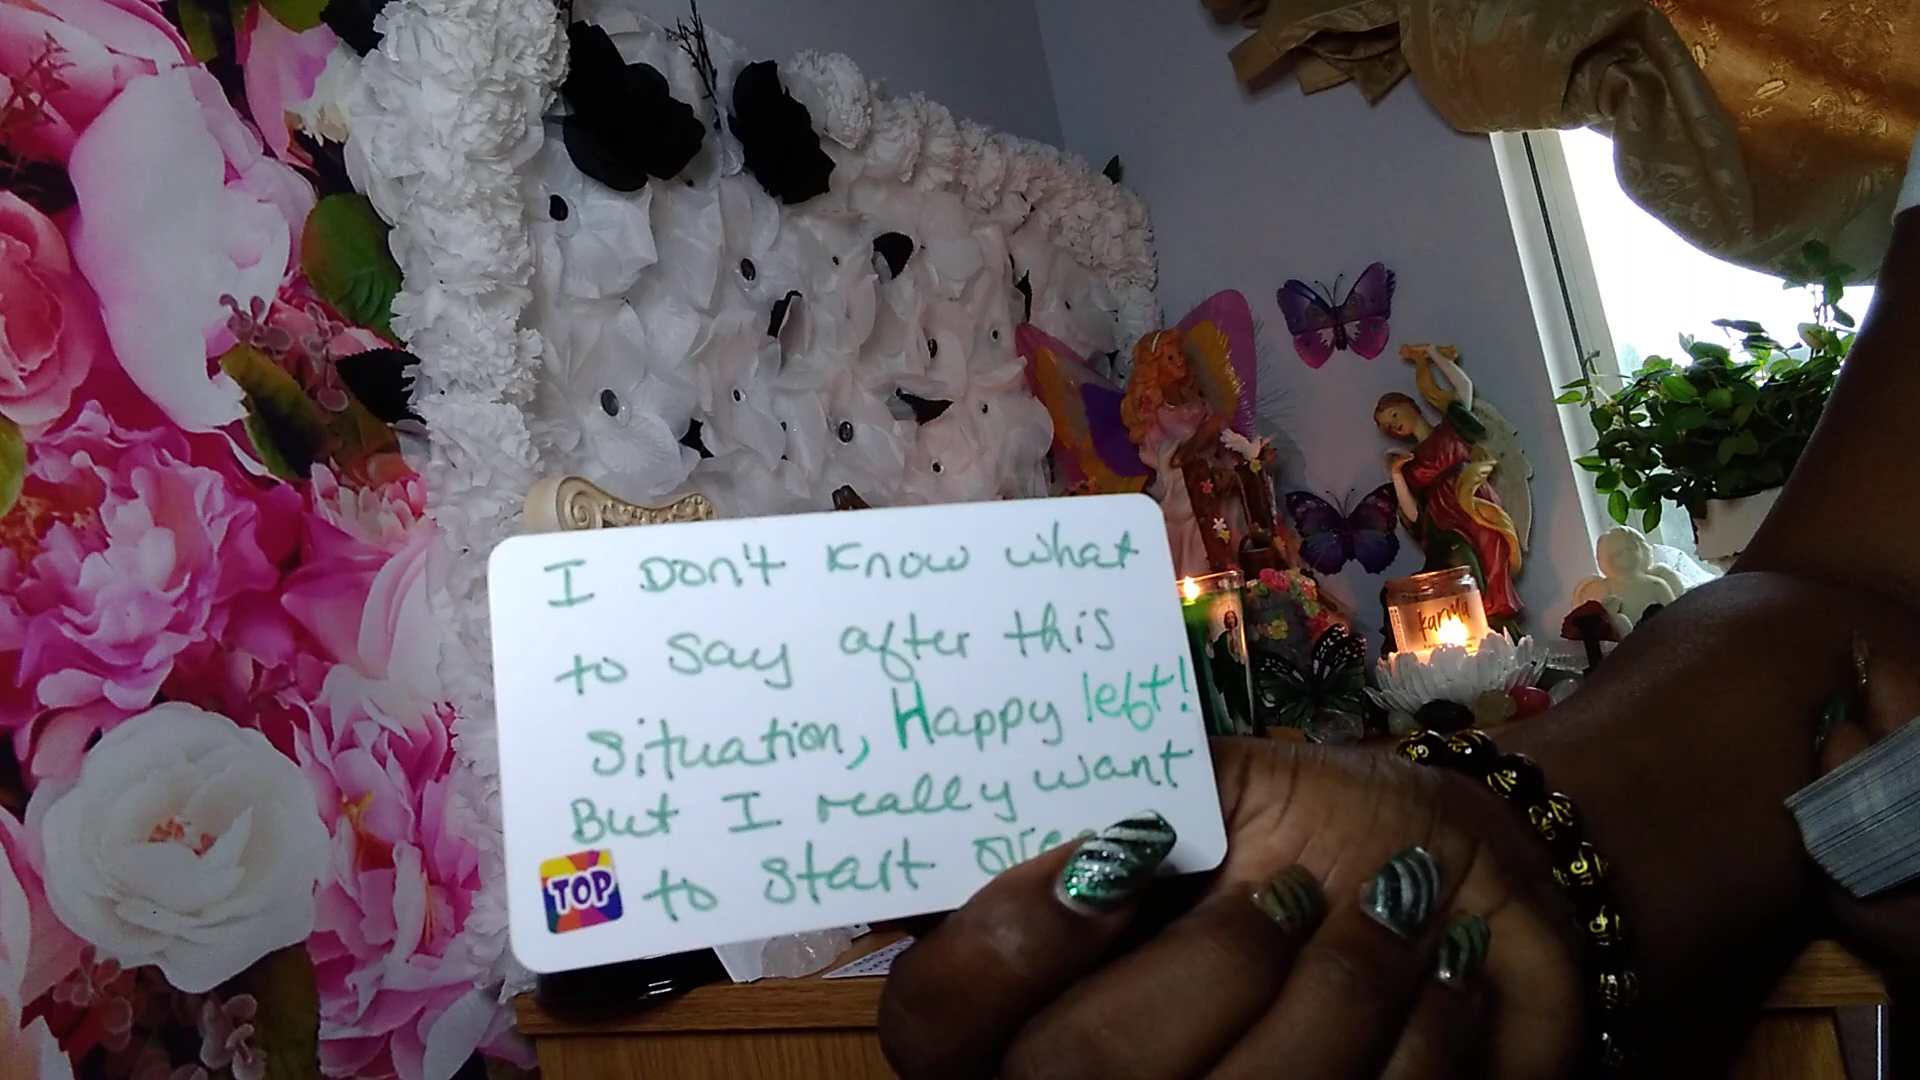 I Don't Know what
to say after this
situation, Happy left!
But I really want
to start
TOP
karma